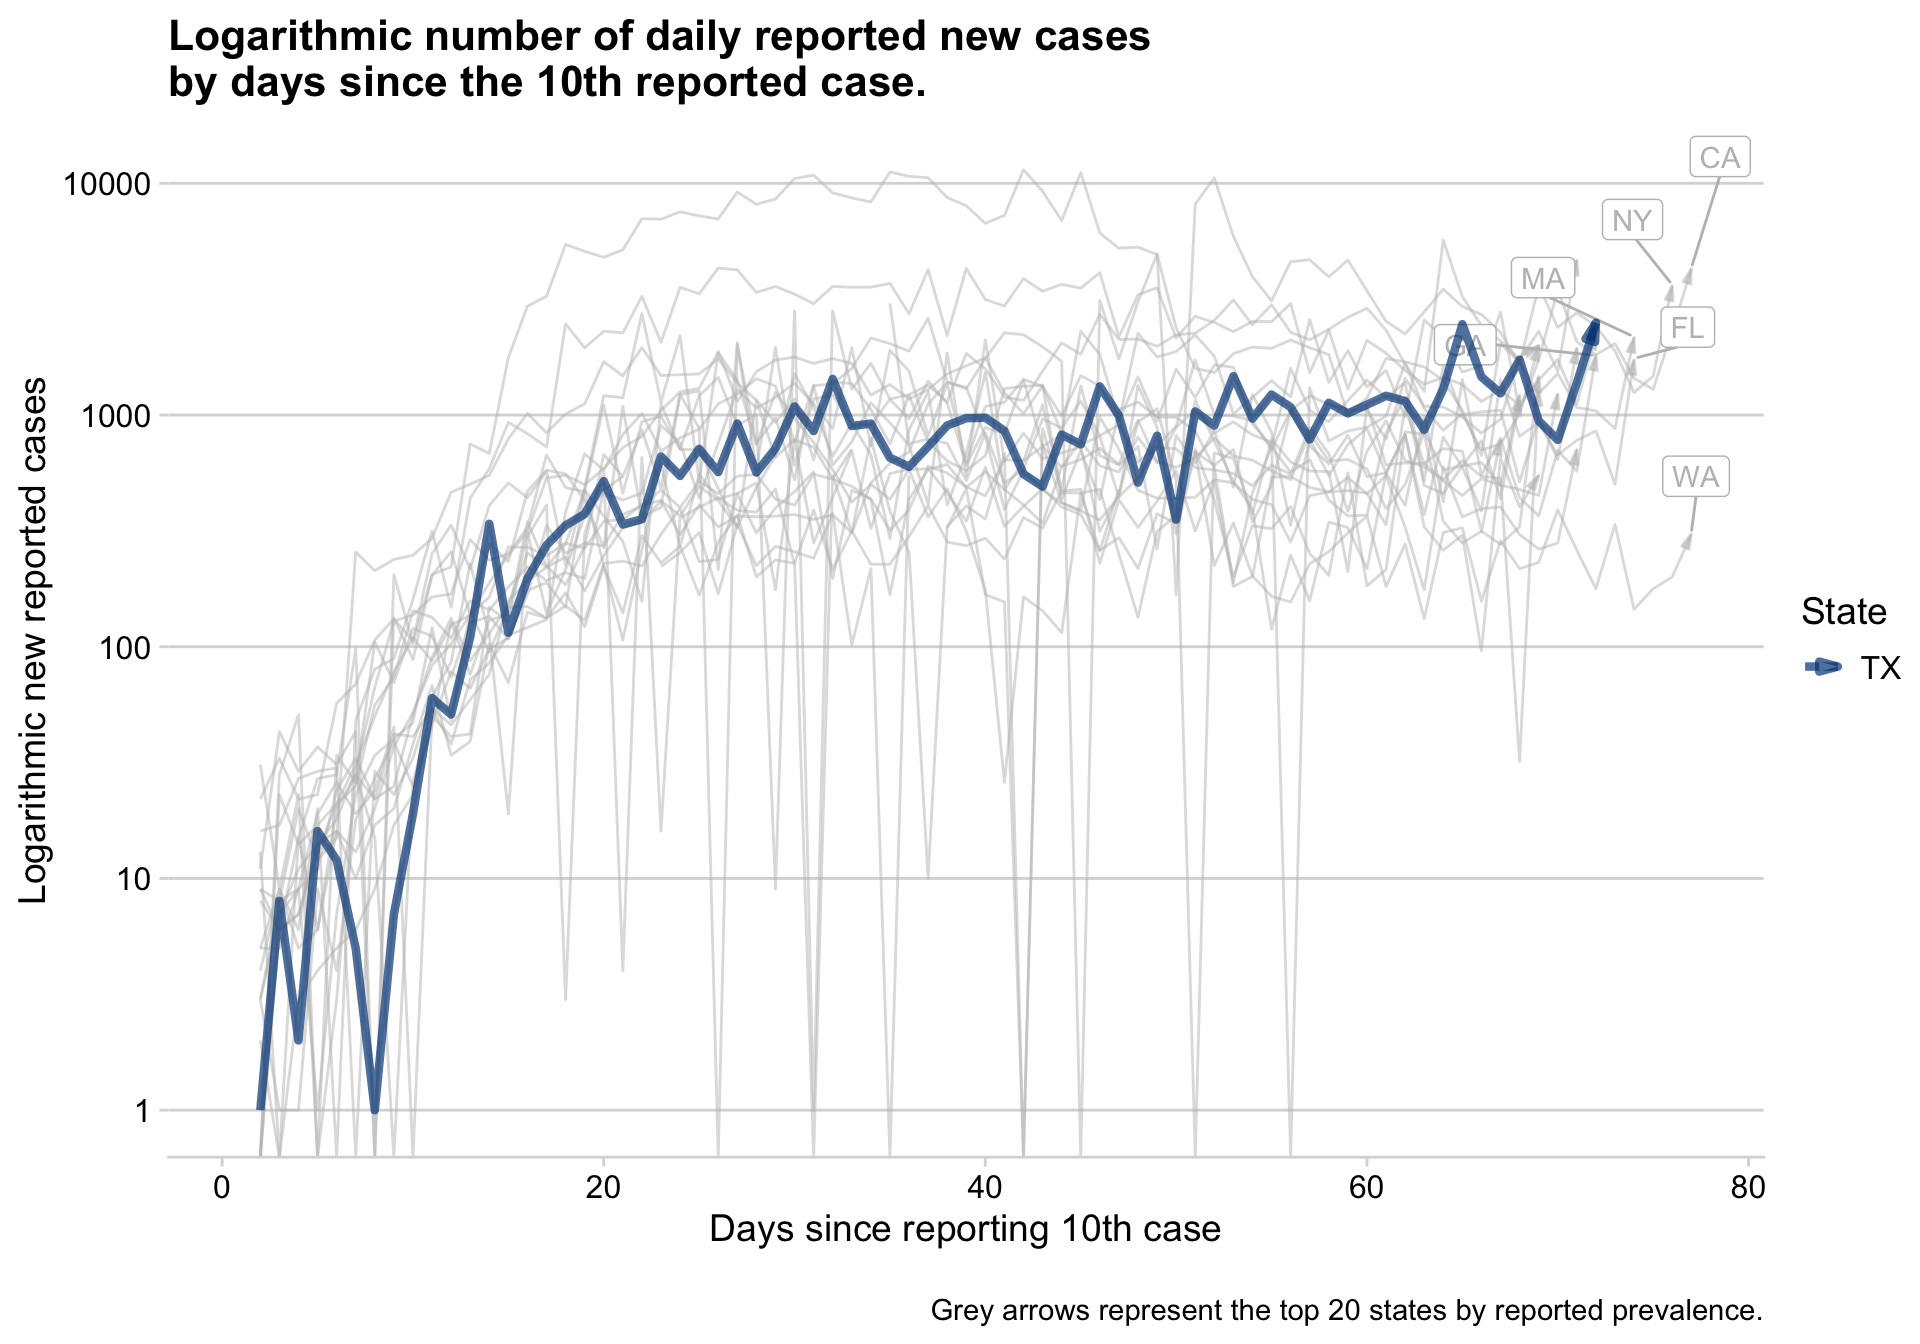 Logarithmic number of daily reported new cases
by days since the 10th reported case.
CA
NY
MA
FL
GA
WA
10000
1000
100
10
1
Logarithmic new reported cases
0
20
40
60
80
Days since reporting 10th case
State
TX
Grey arrows represent the top 20 states by reported prevalence.